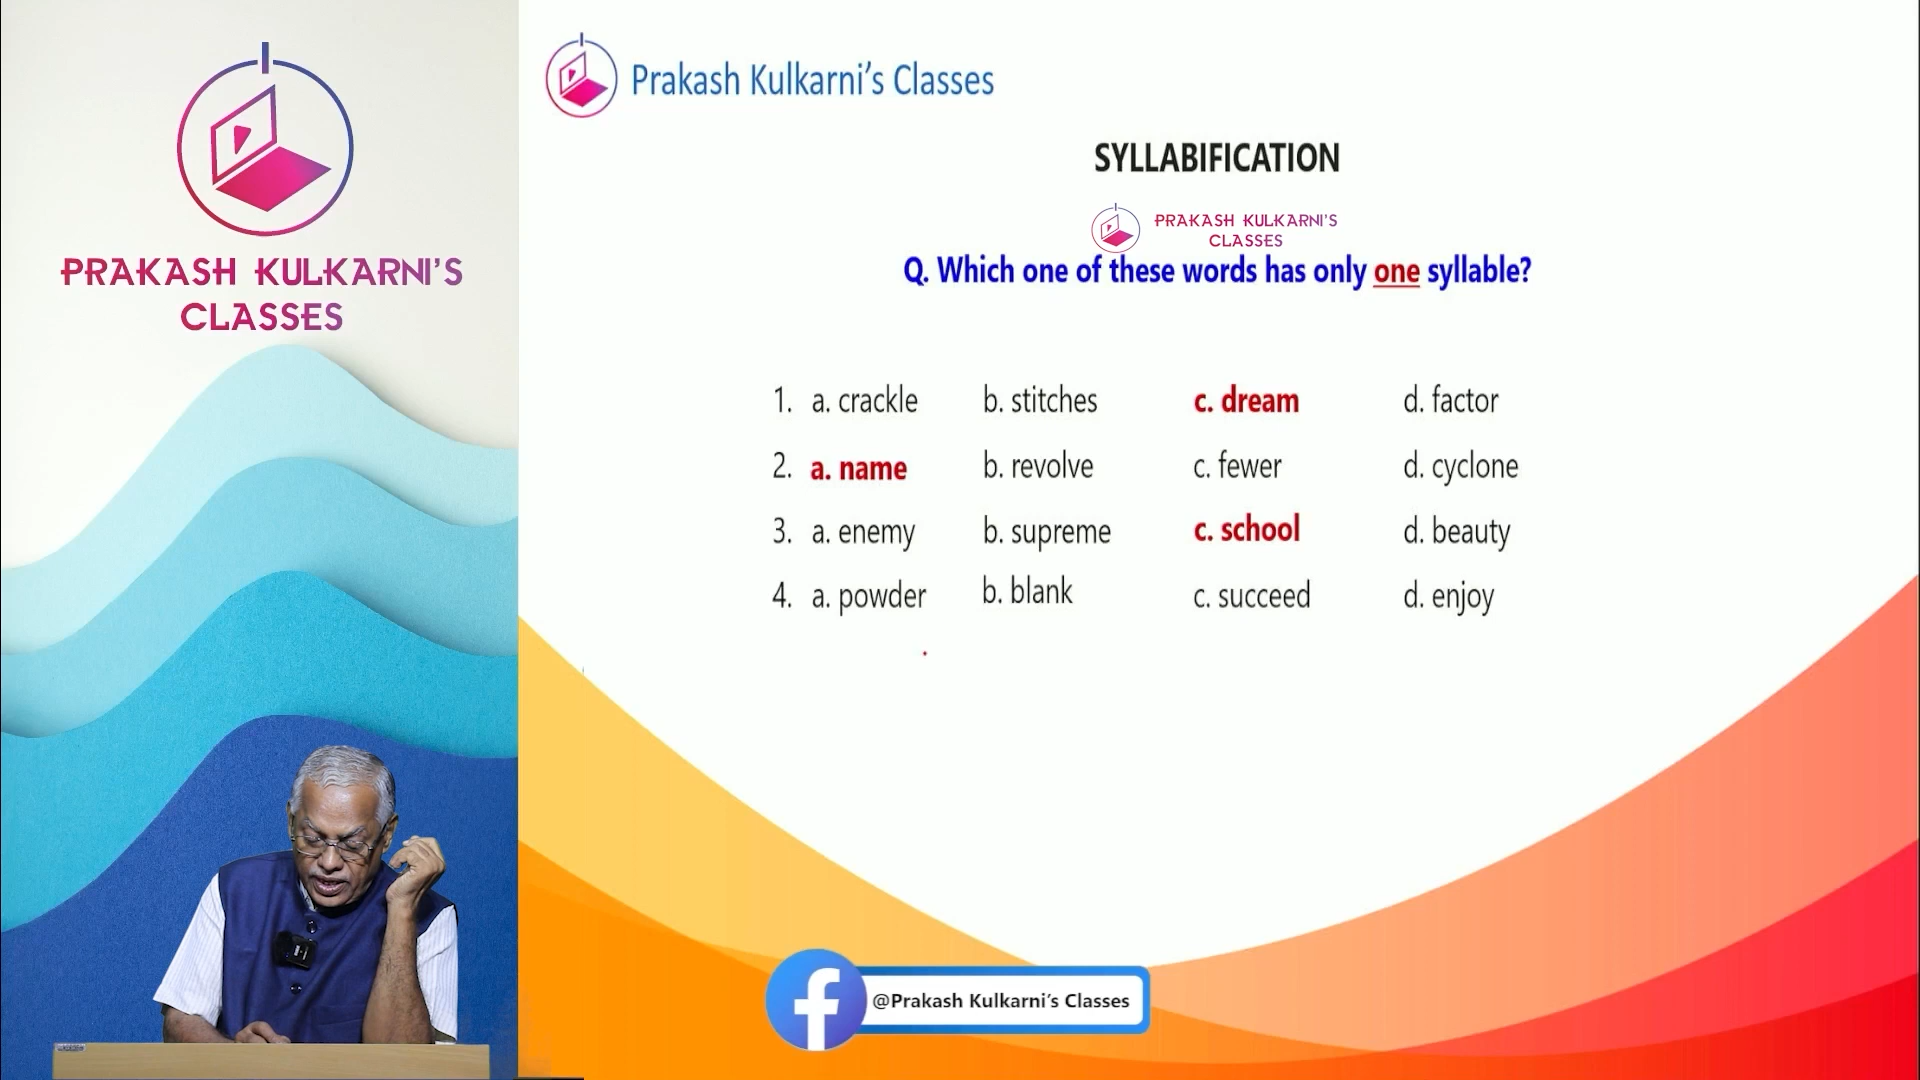 PRAKASH KULKARNI'S
CLASSES
Prakash Kulkarni's Classes
SYLLABIFICATION
PRAKASH KULKARNI'S
CLASSES
Q. Which one of these words has only one syllable?
1. a. crackle b. stitches c. dream d. factor
2. a. name b. revolve c. fewer d. cyclone
3. a. enemy b. supreme c. school d. beauty
4. a. powder b. blank c. succeed d. enjoy
@Prakash Kulkarni's Classes